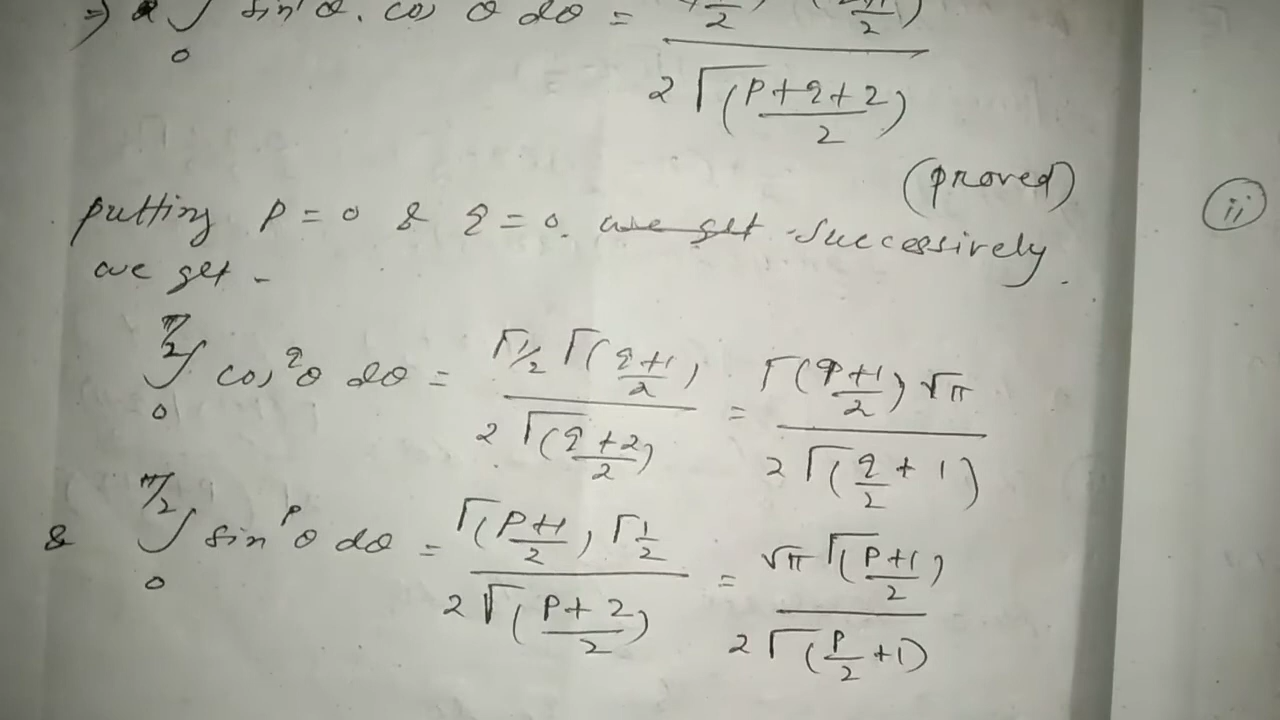 ⇒ ∫₀ sin θ. cos θ dθ = / 2 Γ((p+q+2)/2)
(proved)
(ii)
putting p = 0 & q = 0. we get successively
we get -
∫₀^(π/2) cos^q θ dθ = Γ1/2 Γ((q+1)/2) / 2 Γ((q+2)/2) = Γ((q+1)/2) √π / 2 Γ(q/2 + 1)
& ∫₀^(π/2) sin^p θ dθ = Γ((p+1)/2) Γ1/2 / 2 Γ((p+2)/2) = √π Γ((p+1)/2) / 2 Γ(p/2 + 1)